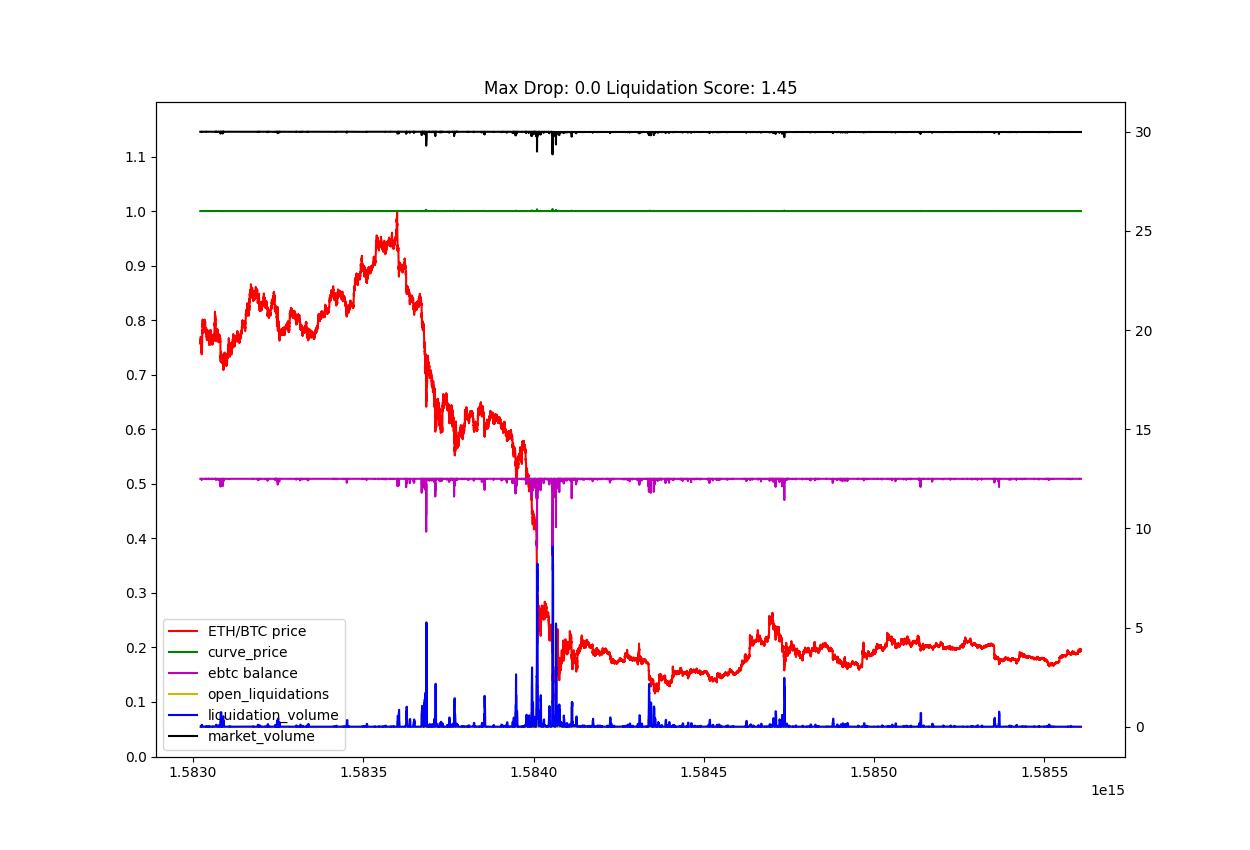 Max Drop: 0.0 Liquidation Score: 1.45
1.1
1.0
0.9
0.8
0.7
0.6
0.5
0.4
0.3
0.2
0.1
0.0
30
25
20
15
10
5
0
ETH/BTC price
curve_price
ebtc balance
open_liquidations
liquidation_volume
market_volume
1.5830 1.5835 1.5840 1.5845 1.5850 1.5855
1e15